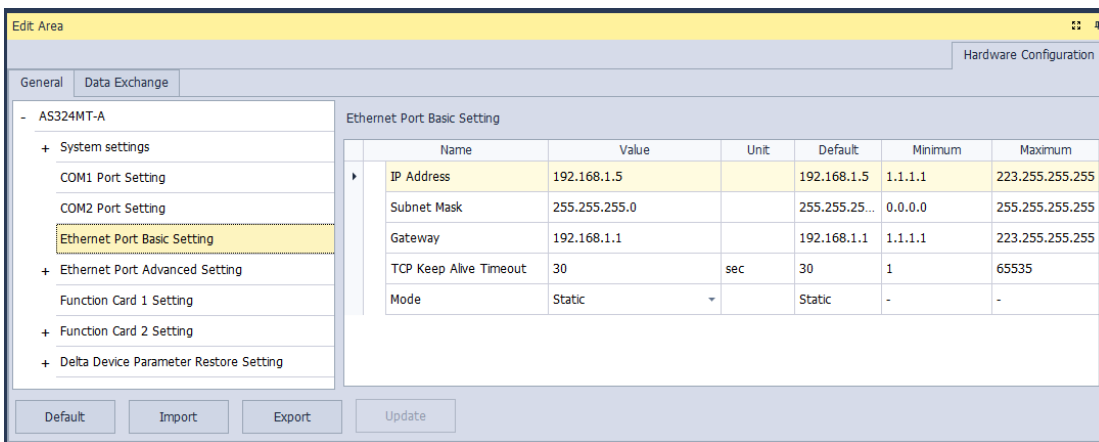 Edit Area
Hardware Configuration
General Data Exchange
- AS324MT-A
+ System settings
COM1 Port Setting
COM2 Port Setting
Ethernet Port Basic Setting
+ Ethernet Port Advanced Setting
Function Card 1 Setting
+ Function Card 2 Setting
+ Delta Device Parameter Restore Setting
Ethernet Port Basic Setting
Name Value Unit Default Minimum Maximum
IP Address 192.168.1.5 192.168.1.5 1.1.1.1 223.255.255.255
Subnet Mask 255.255.255.0 255.255.25... 0.0.0.0 255.255.255.255
Gateway 192.168.1.1 192.168.1.1 1.1.1.1 223.255.255.255
TCP Keep Alive Timeout 30 sec 30 1 65535
Mode Static Static - -
Default Import Export Update